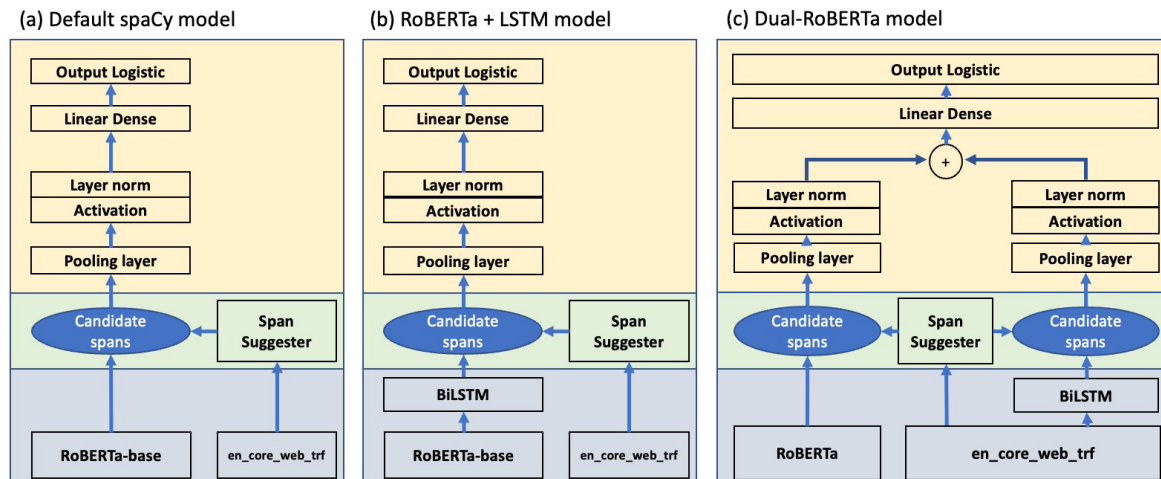 (a) Default spaCy model
Output Logistic
Linear Dense
Layer norm
Activation
Pooling layer
Candidate
spans
Span
Suggester
RoBERTa-base
en_core_web_trf
(b) RoBERTa + LSTM model
Output Logistic
Linear Dense
Layer norm
Activation
Pooling layer
Candidate
spans
Span
Suggester
BiLSTM
RoBERTa-base
en_core_web_trf
(c) Dual-RoBERTa model
Output Logistic
Linear Dense
+
Layer norm
Activation
Pooling layer
Layer norm
Activation
Pooling layer
Candidate
spans
Span
Suggester
Candidate
spans
BiLSTM
RoBERTa
en_core_web_trf